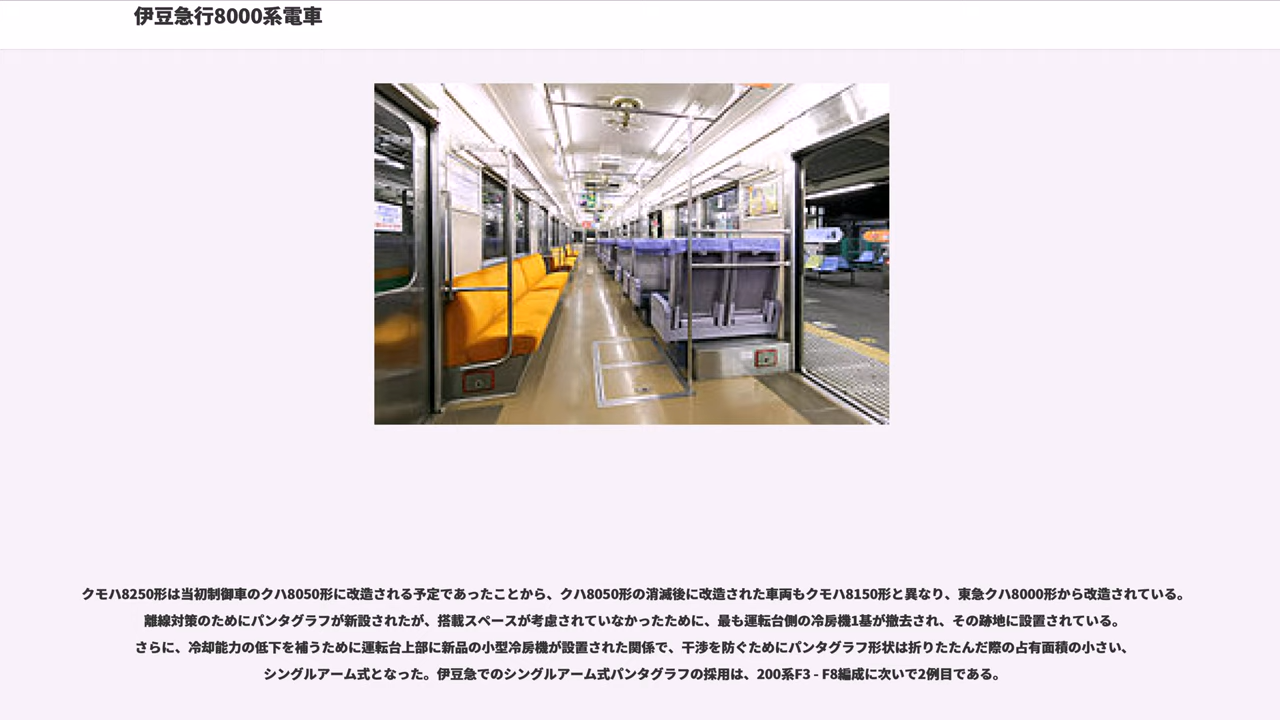 伊豆急行8000系電車
クモハ8250形は当初制御車のクハ8050形に改造される予定であったことから、クハ8050形の消滅後に改造された車両もクモハ8150形と異なり、東急クハ8000形から改造されている。
離線対策のためにパンタグラフが新設されたが、搭載スペースが考慮されていなかったために、最も運転台側の冷房機1基が撤去され、その跡地に設置されている。
さらに、冷却能力の低下を補うために運転台上部に新品の小型冷房機が設置された関係で、干渉を防ぐためにパンタグラフ形状は折りたたんだ際の占有面積の小さい、
シングルアーム式となった。伊豆急でのシングルアーム式パンタグラフの採用は、200系F3 - F8編成に次いで2例目である。